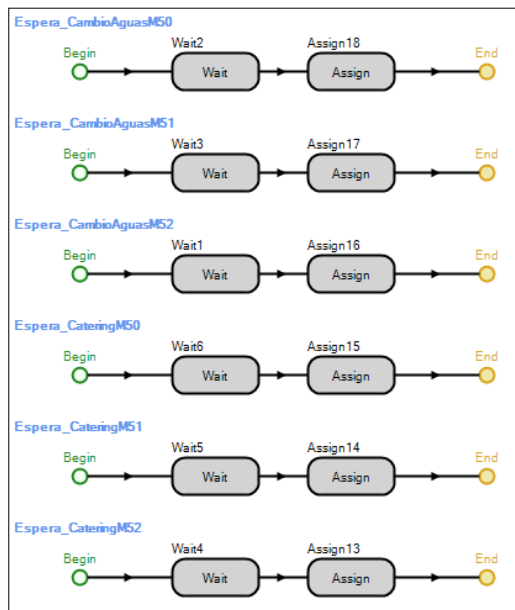 Espera_CambioAguasM50
Begin Wait2 Assign18 End
Wait Assign
Espera_CambioAguasM51
Begin Wait3 Assign17 End
Wait Assign
Espera_CambioAguasM52
Begin Wait1 Assign16 End
Wait Assign
Espera_CateringM50
Begin Wait6 Assign15 End
Wait Assign
Espera_CateringM51
Begin Wait5 Assign14 End
Wait Assign
Espera_CateringM52
Begin Wait4 Assign13 End
Wait Assign